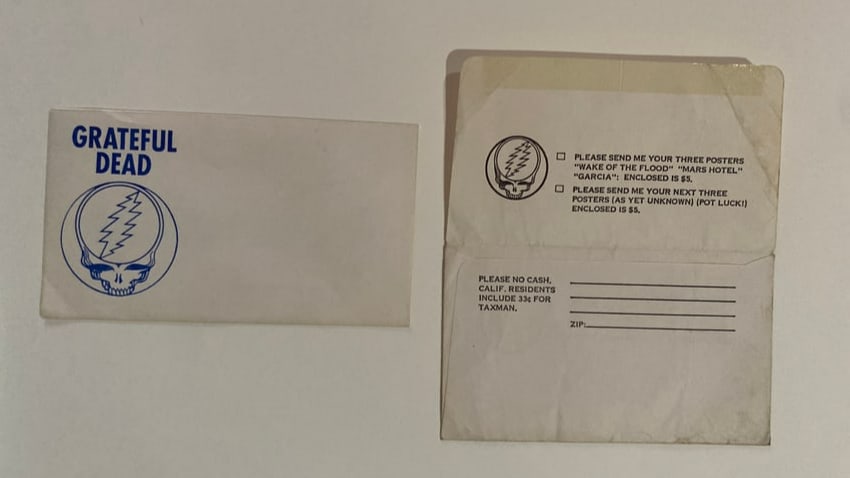 GRATEFUL
DEAD
PLEASE SEND ME YOUR THREE POSTERS
"WAKE OF THE FLOOD" "MARS HOTEL"
"GARCIA": ENCLOSED IS $5.
PLEASE SEND ME YOUR NEXT THREE
POSTERS (AS YET UNKNOWN) (POT LUCK!)
ENCLOSED IS $5.
PLEASE NO CASH.
CALIF. RESIDENTS
INCLUDE 33¢ FOR
TAXMAN.
ZIP: